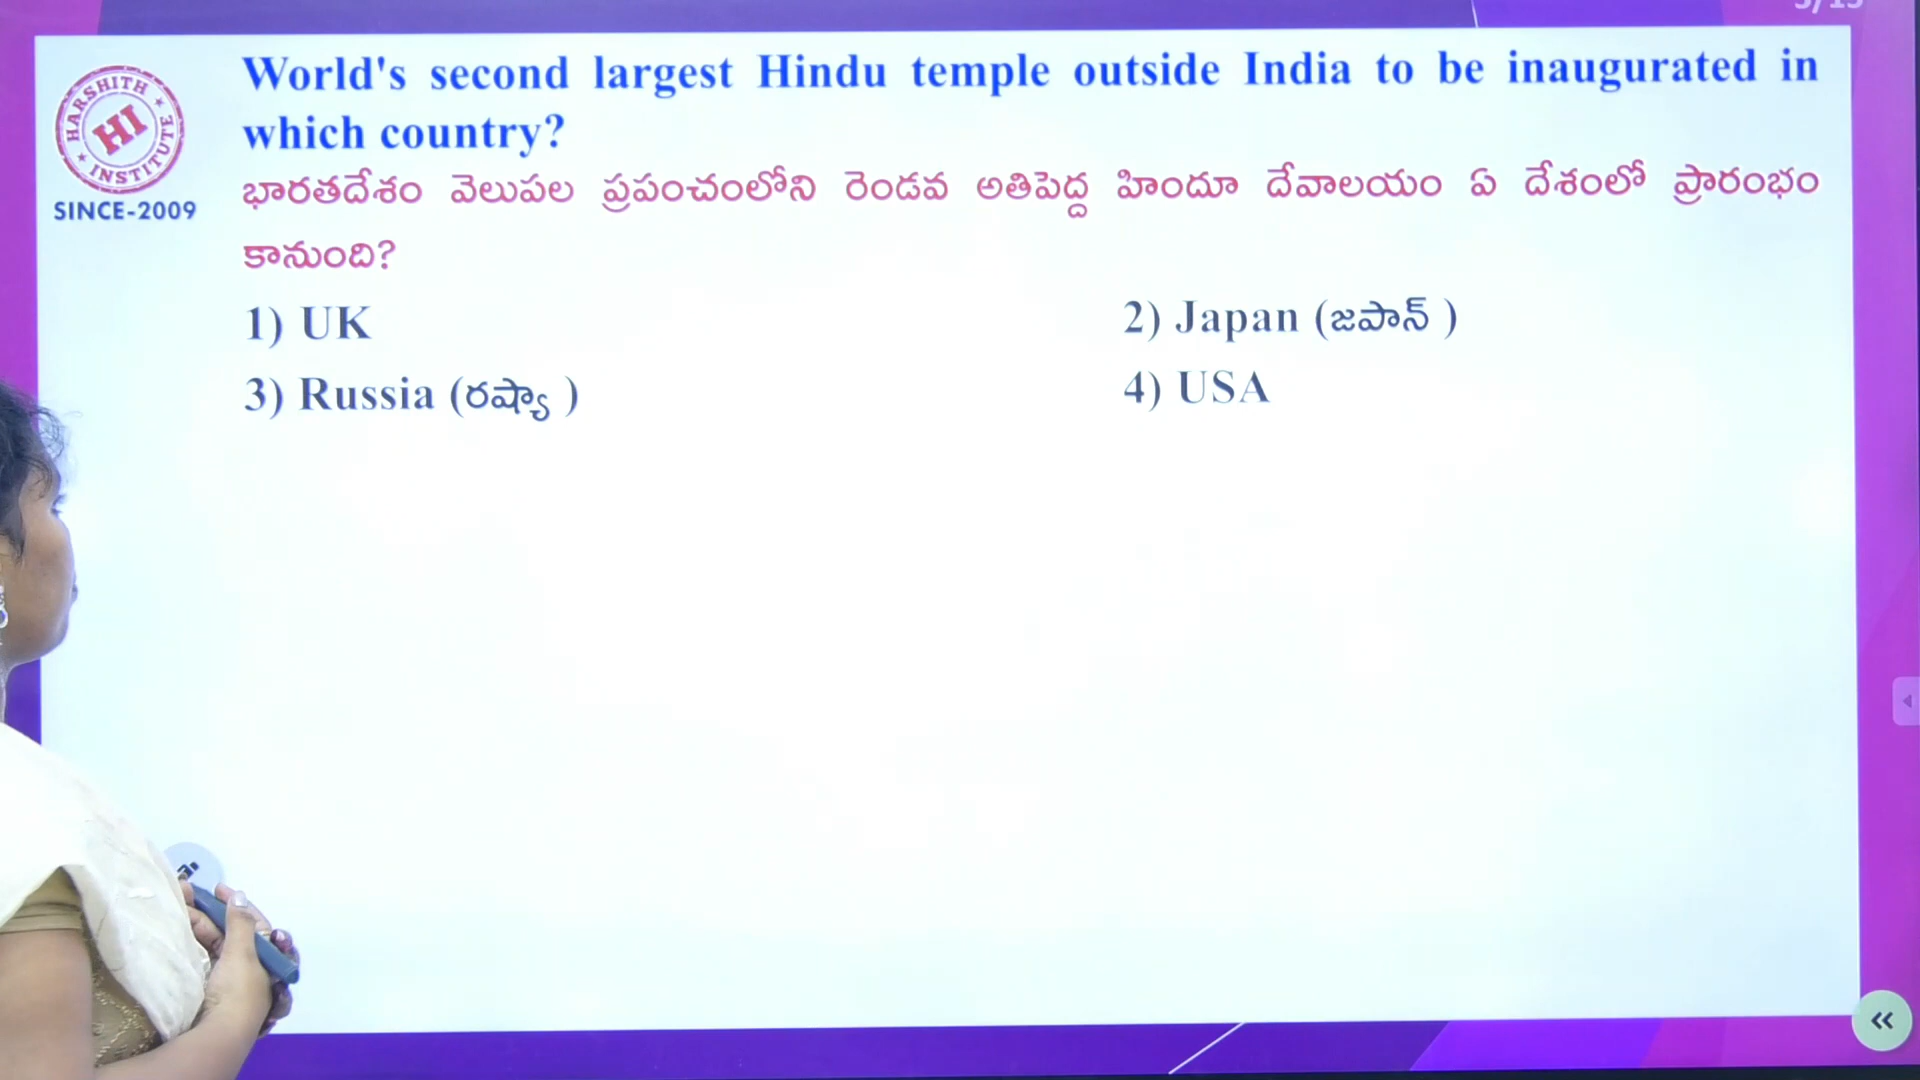 World's second largest Hindu temple outside India to be inaugurated in
which country?
భారతదేశం వెలుపల ప్రపంచంలోని రెండవ అతిపెద్ద హిందూ దేవాలయం ఏ దేశంలో ప్రారంభం
కానుంది?
1) UK
2) Japan (జపాన్ )
3) Russia (రష్యా )
4) USA
HARSHITH
HI
INSTITUTE
SINCE-2009